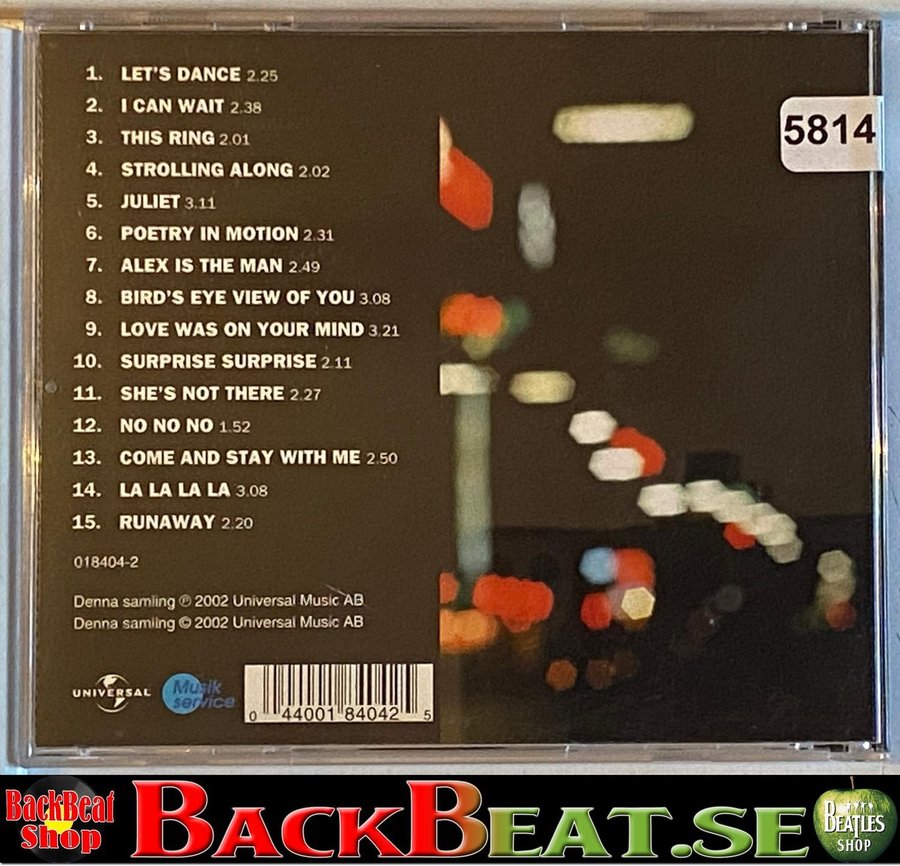 1. LET'S DANCE 2.25
2. I CAN WAIT 2.38
3. THIS RING 2.01
4. STROLLING ALONG 2.02
5. JULIET 3.11
6. POETRY IN MOTION 2.31
7. ALEX IS THE MAN 2.49
8. BIRD'S EYE VIEW OF YOU 3.08
9. LOVE WAS ON YOUR MIND 3.21
10. SURPRISE SURPRISE 2.11
11. SHE'S NOT THERE 2.27
12. NO NO NO 1.52
13. COME AND STAY WITH ME 2.50
14. LA LA LA LA 3.08
15. RUNAWAY 2.20
5814
018404-2
Denna samling ℗ 2002 Universal Music AB
Denna samling © 2002 Universal Music AB
UNIVERSAL
Musik
service
0 44001 84042 5
BackBeat
Shop
BACKBEAT.SE
BEATLES
SHOP